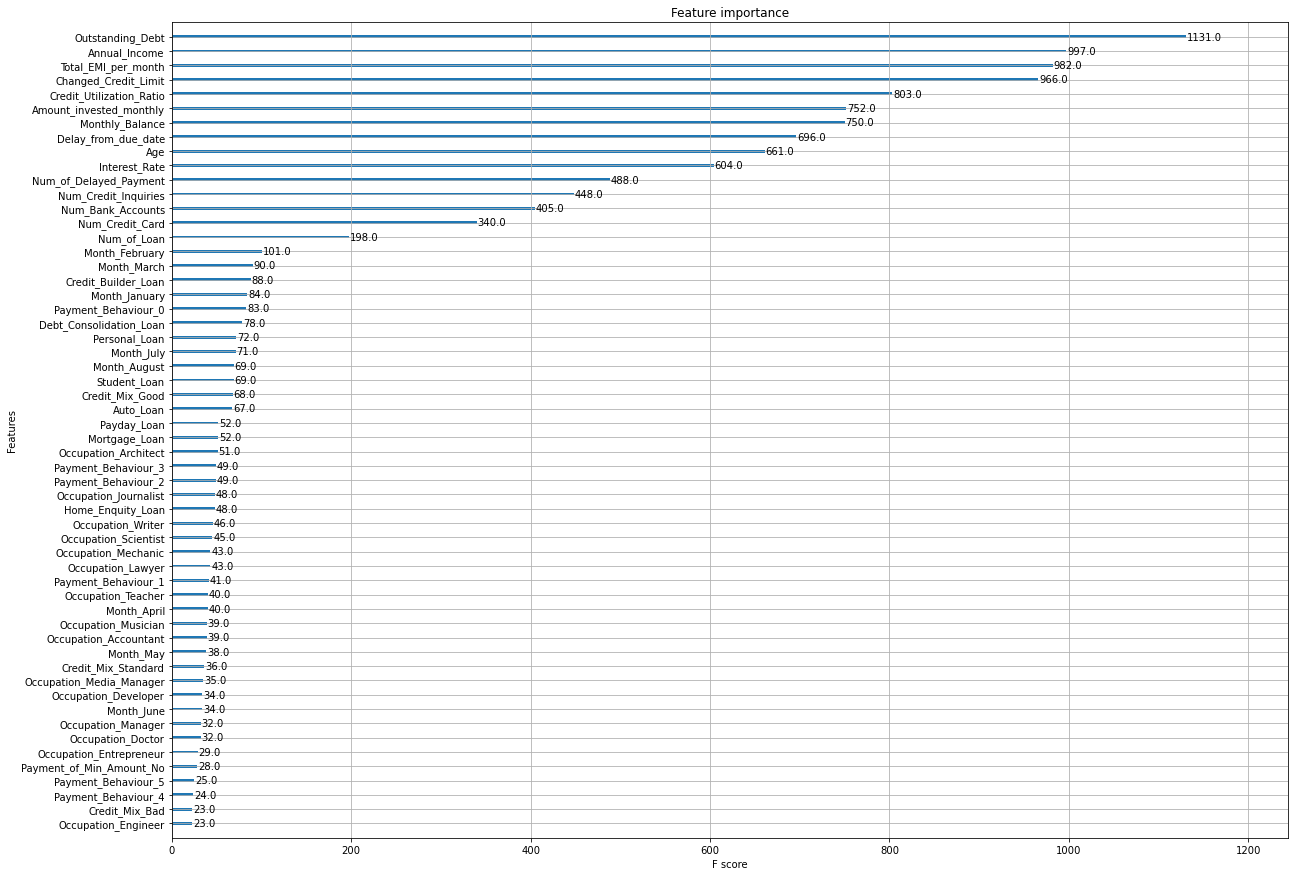 Feature importance
Outstanding_Debt 1131.0
Annual_Income 997.0
Total_EMI_per_month 982.0
Changed_Credit_Limit 966.0
Credit_Utilization_Ratio 803.0
Amount_invested_monthly 752.0
Monthly_Balance 750.0
Delay_from_due_date 696.0
Age 661.0
Interest_Rate 604.0
Num_of_Delayed_Payment 488.0
Num_Credit_Inquiries 448.0
Num_Bank_Accounts 405.0
Num_Credit_Card 340.0
Num_of_Loan 198.0
Month_February 101.0
Month_March 90.0
Credit_Builder_Loan 88.0
Month_January 84.0
Payment_Behaviour_0 83.0
Debt_Consolidation_Loan 78.0
Personal_Loan 72.0
Month_July 71.0
Month_August 69.0
Student_Loan 69.0
Credit_Mix_Good 68.0
Auto_Loan 67.0
Payday_Loan 52.0
Mortgage_Loan 52.0
Occupation_Architect 51.0
Payment_Behaviour_3 49.0
Payment_Behaviour_2 49.0
Occupation_Journalist 48.0
Home_Enquity_Loan 48.0
Occupation_Writer 46.0
Occupation_Scientist 45.0
Occupation_Mechanic 43.0
Occupation_Lawyer 43.0
Payment_Behaviour_1 41.0
Occupation_Teacher 40.0
Month_April 40.0
Occupation_Musician 39.0
Occupation_Accountant 39.0
Month_May 38.0
Credit_Mix_Standard 36.0
Occupation_Media_Manager 35.0
Occupation_Developer 34.0
Month_June 34.0
Occupation_Manager 32.0
Occupation_Doctor 32.0
Occupation_Entrepreneur 29.0
Payment_of_Min_Amount_No 28.0
Payment_Behaviour_5 25.0
Payment_Behaviour_4 24.0
Credit_Mix_Bad 23.0
Occupation_Engineer 23.0
Features
0 200 400 600 800 1000 1200
F score